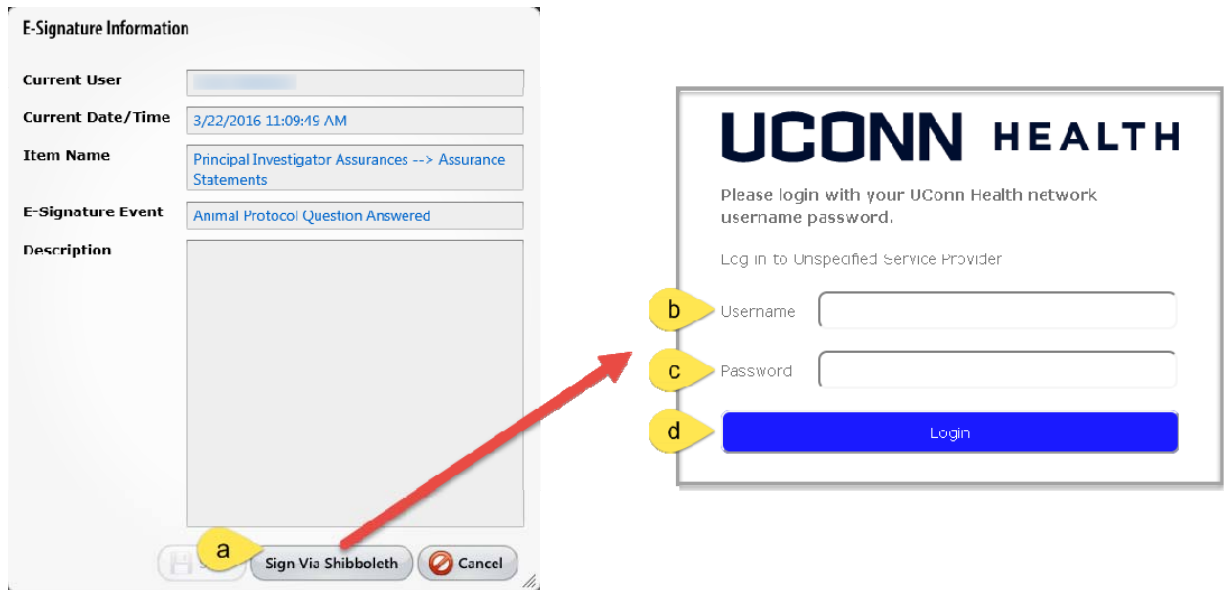 E-Signature Information
Current User
Current Date/Time
3/22/2016 11:09:49 AM
Item Name
Principal Investigator Assurances --> Assurance
Statements
E-Signature Event
Animal Protocol Question Answered
Description
a
Sign Via Shibboleth
Cancel
UCONN HEALTH
Please login with your UConn Health network
username password.
Log in to Unspecified Service Provider
b
Username
c
Password
d
Login